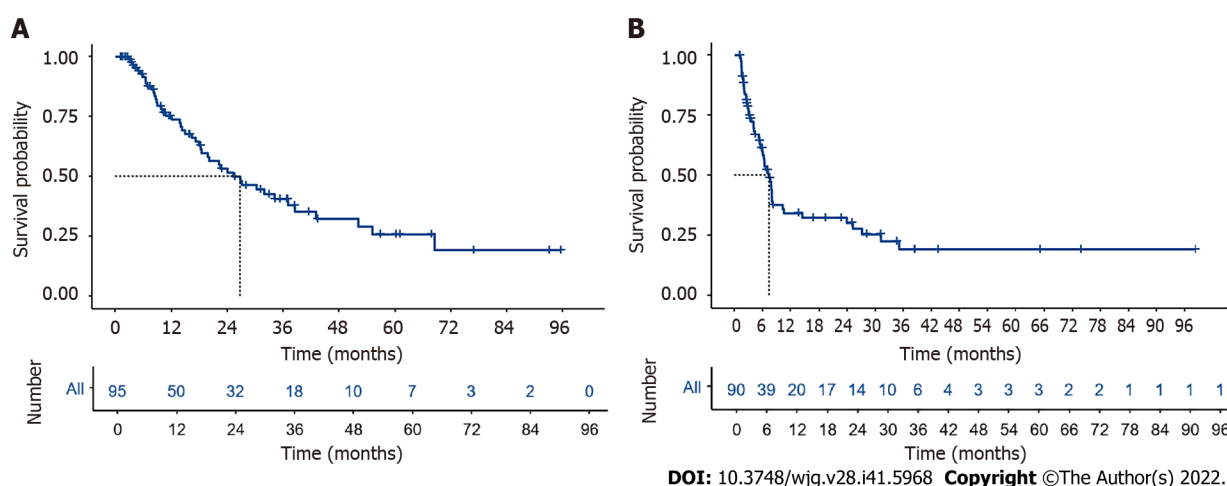 A
Survival probability
1.00
0.75
0.50
0.25
0.00
0 12 24 36 48 60 72 84 96
Time (months)
Number
All 95 50 32 18 10 7 3 2 0
0 12 24 36 48 60 72 84 96
Time (months)
B
Survival probability
1.00
0.75
0.50
0.25
0.00
0 6 12 18 24 30 36 42 48 54 60 66 72 78 84 90 96
Time (months)
Number
All 90 39 20 17 14 10 6 4 3 3 3 2 2 1 1 1 1
0 6 12 18 24 30 36 42 48 54 60 66 72 78 84 90 96
Time (months)
DOI: 10.3748/wjg.v28.i41.5968 Copyright ©The Author(s) 2022.